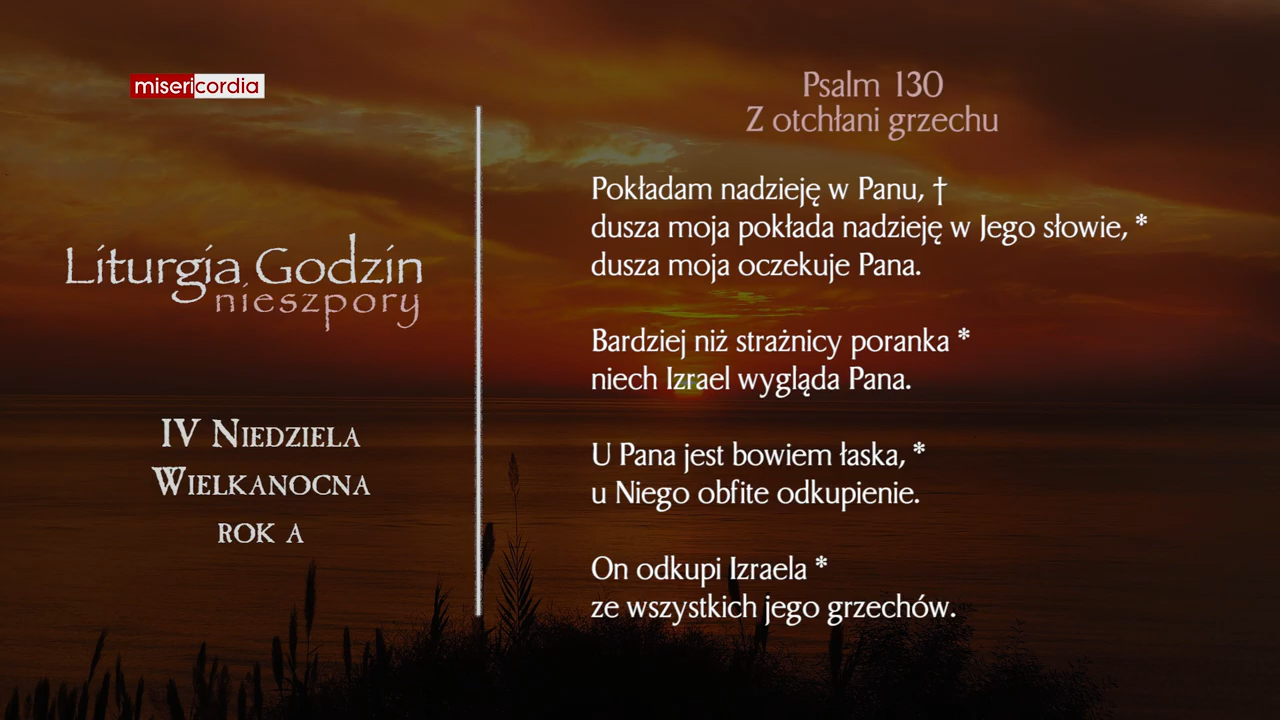 misericordia
Liturgia Godzin
nieszpory
IV Niedziela
Wielkanocna
rok A
Psalm 130
Z otchłani grzechu
Pokładam nadzieję w Panu, †
dusza moja pokłada nadzieję w Jego słowie, *
dusza moja oczekuje Pana.
Bardziej niż strażnicy poranka *
niech Izrael wygląda Pana.
U Pana jest bowiem łaska, *
u Niego obfite odkupienie.
On odkupi Izraela *
ze wszystkich jego grzechów.